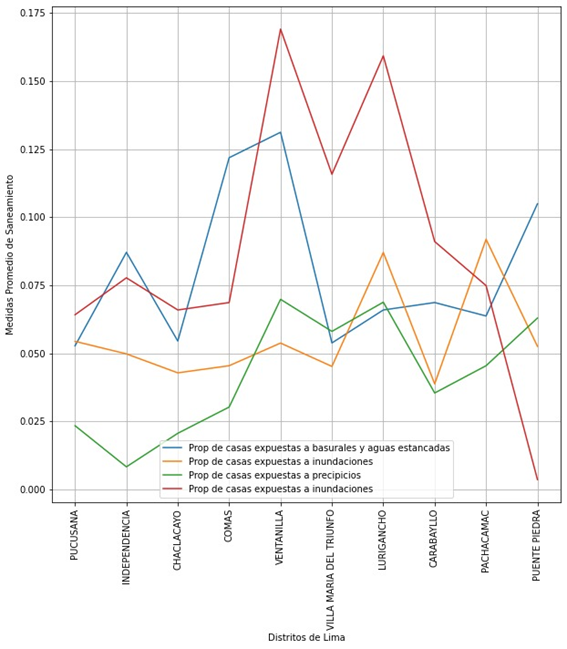 0.175
0.150
0.125
0.100
0.075
0.050
0.025
0.000
Medidas Promedio de Saneamiento
Prop de casas expuestas a basurales y aguas estancadas
Prop de casas expuestas a inundaciones
Prop de casas expuestas a precipicios
Prop de casas expuestas a inundaciones
PUCUSANA
INDEPENDENCIA
CHACLACAYO
COMAS
VENTANILLA
VILLA MARIA DEL TRIUNFO
LURIGANCHO
CARABAYLLO
PACHACAMAC
PUENTE PIEDRA
Distritos de Lima